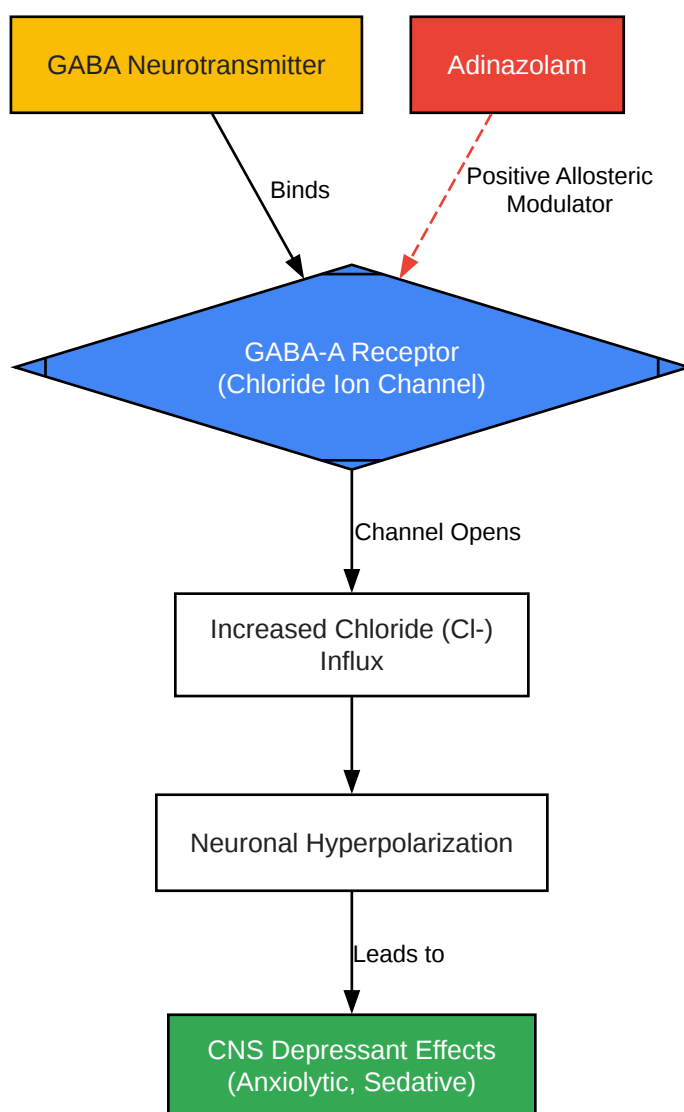 GABA Neurotransmitter
Adinazolam
Binds
Positive Allosteric
Modulator
GABA-A Receptor
(Chloride Ion Channel)
Channel Opens
Increased Chloride (Cl-)
Influx
Neuronal Hyperpolarization
Leads to
CNS Depressant Effects
(Anxiolytic, Sedative)